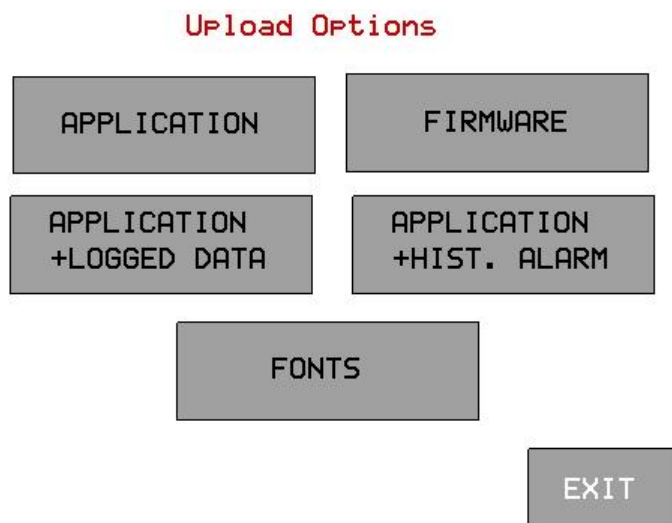 Upload Options
APPLICATION
FIRMWARE
APPLICATION
+LOGGED DATA
APPLICATION
+HIST. ALARM
FONTS
EXIT